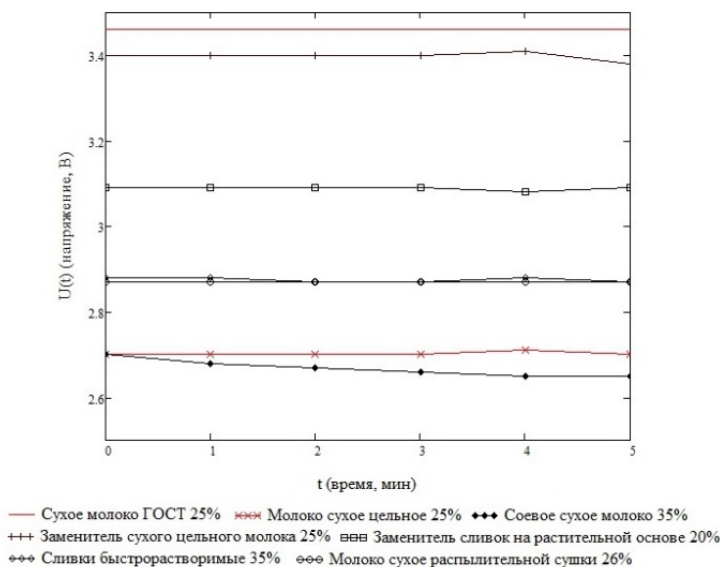 3.4
3.2
3
2.8
2.6
U(t) (напряжение, В)
0 1 2 3 4 5
t (время, мин)
Сухое молоко ГОСТ 25% Молоко сухое цельное 25% Соевое сухое молоко 35%
Заменитель сухого цельного молока 25% Заменитель сливок на растительной основе 20%
Сливки быстрорастворимые 35% Молоко сухое распылительной сушки 26%